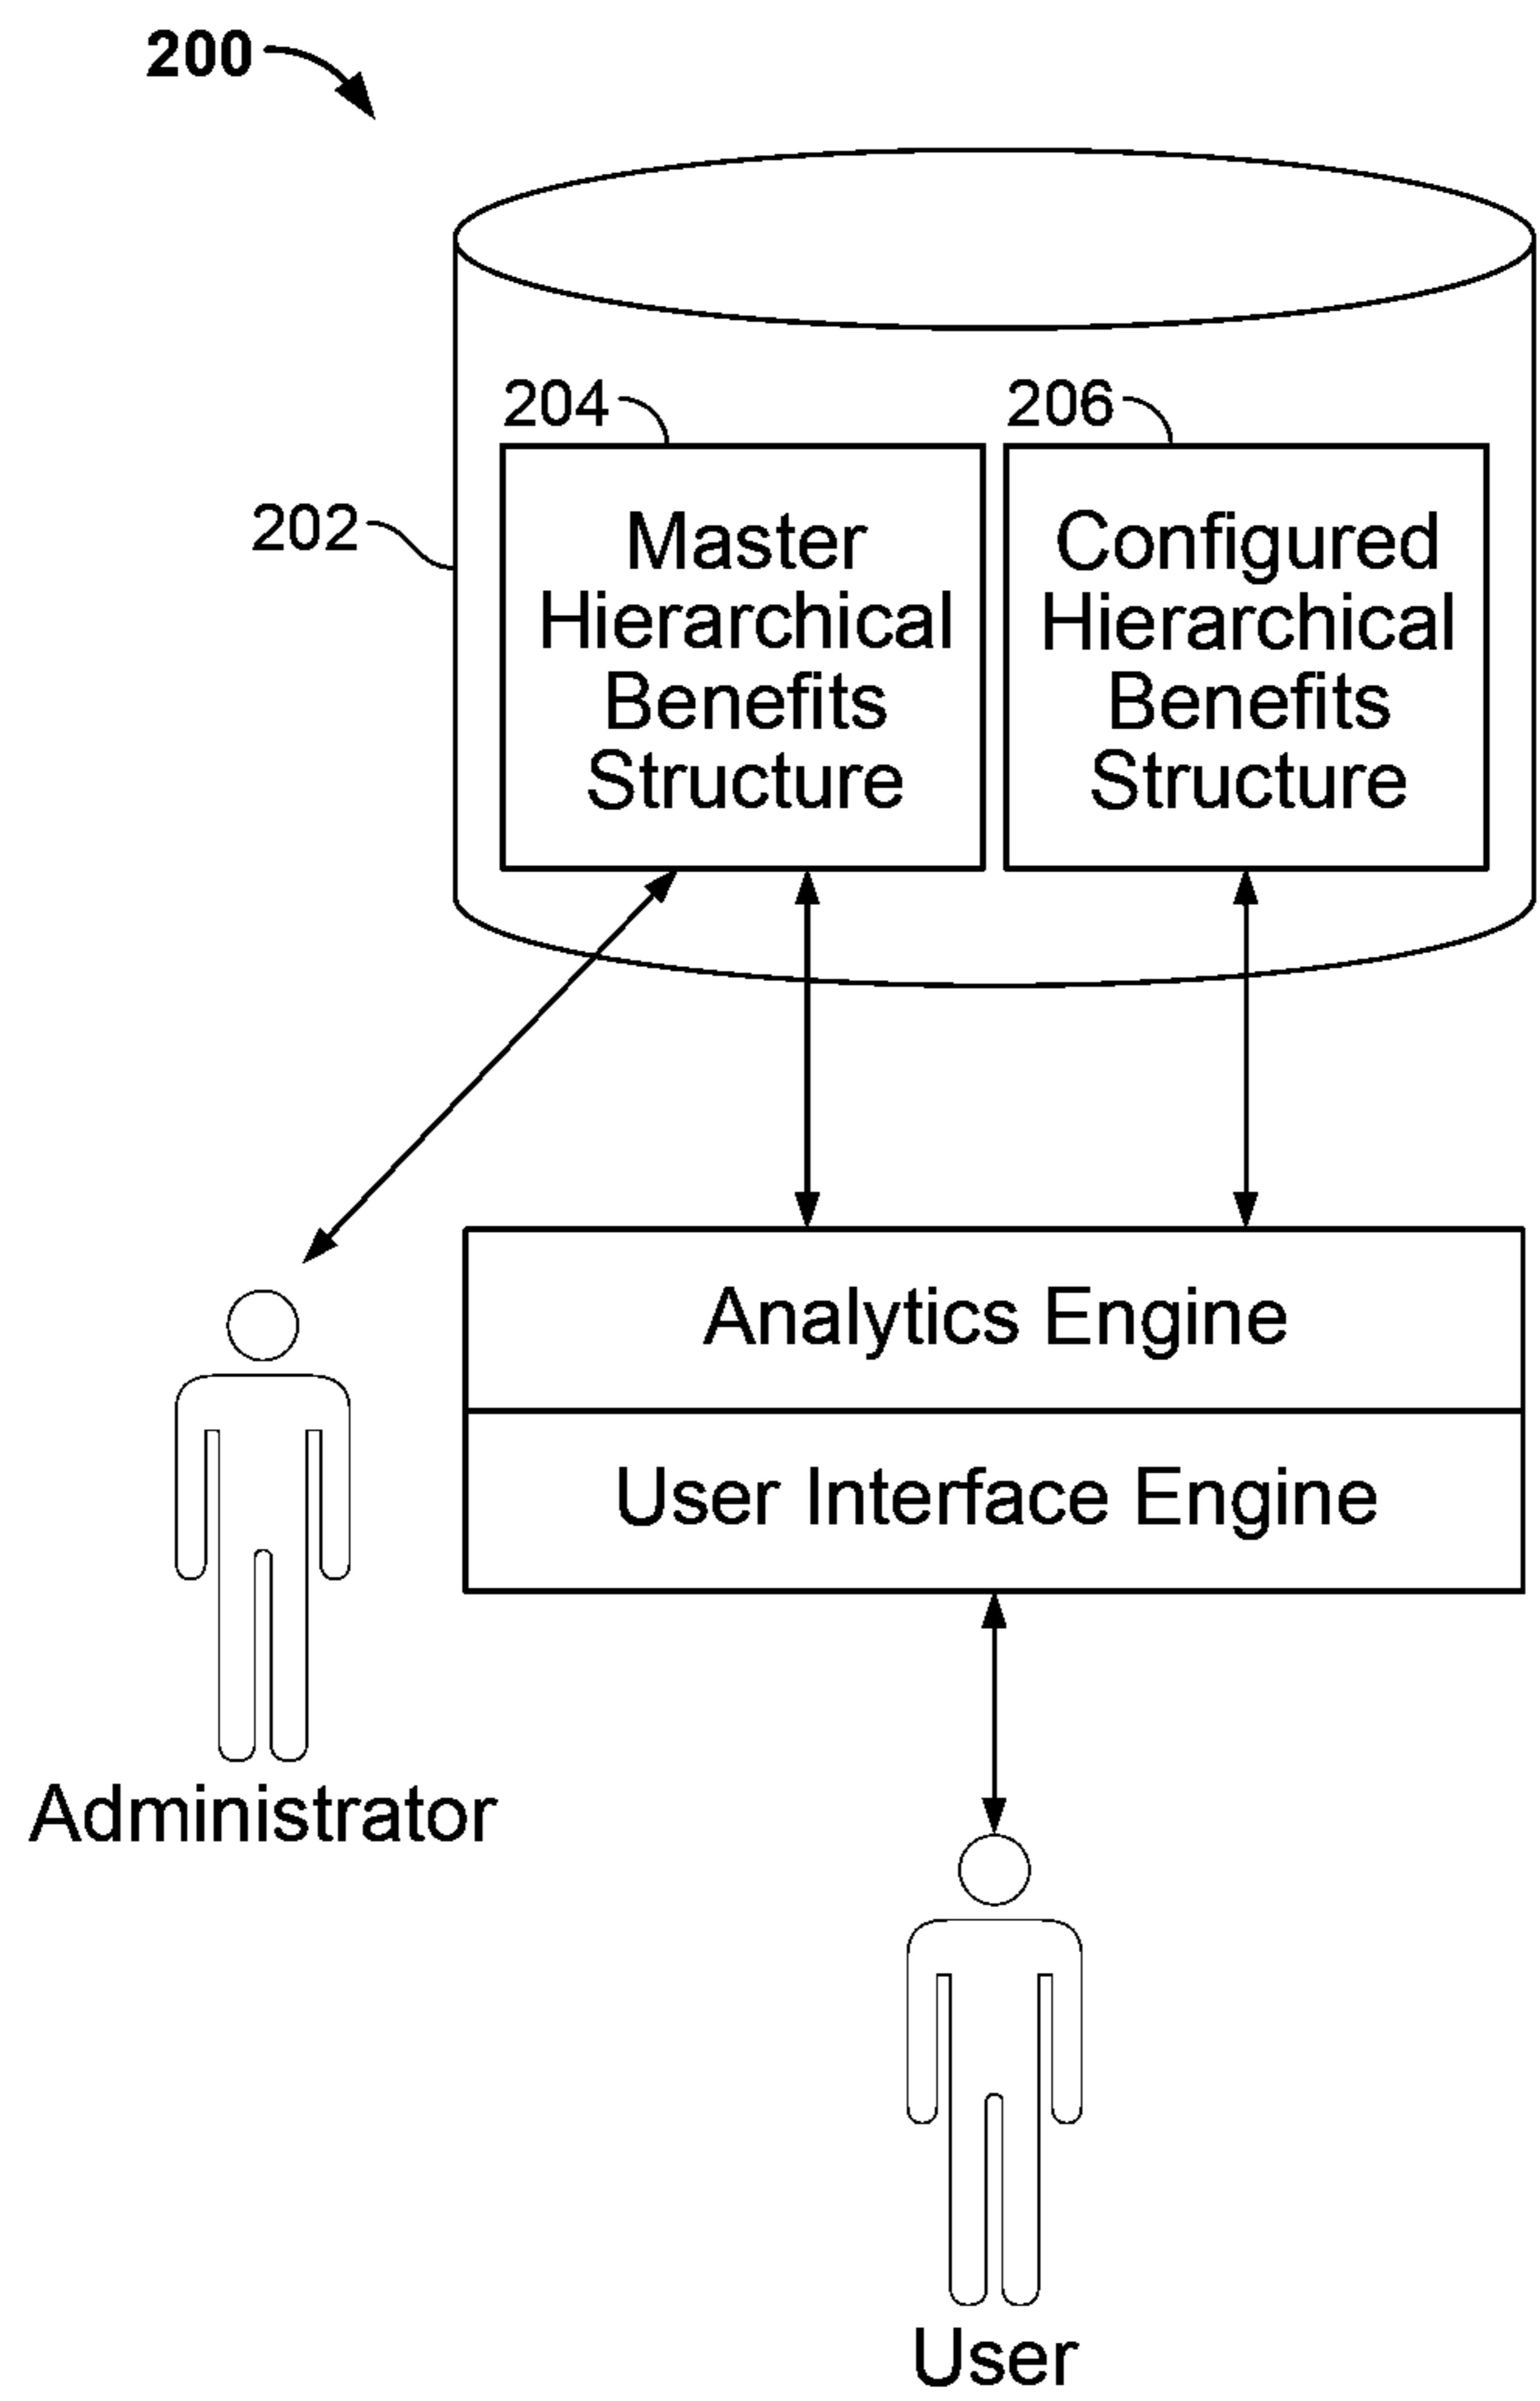 200
204
206
202
Master
Hierarchical
Benefits
Structure
Configured
Hierarchical
Benefits
Structure
Analytics Engine
User Interface Engine
Administrator
User